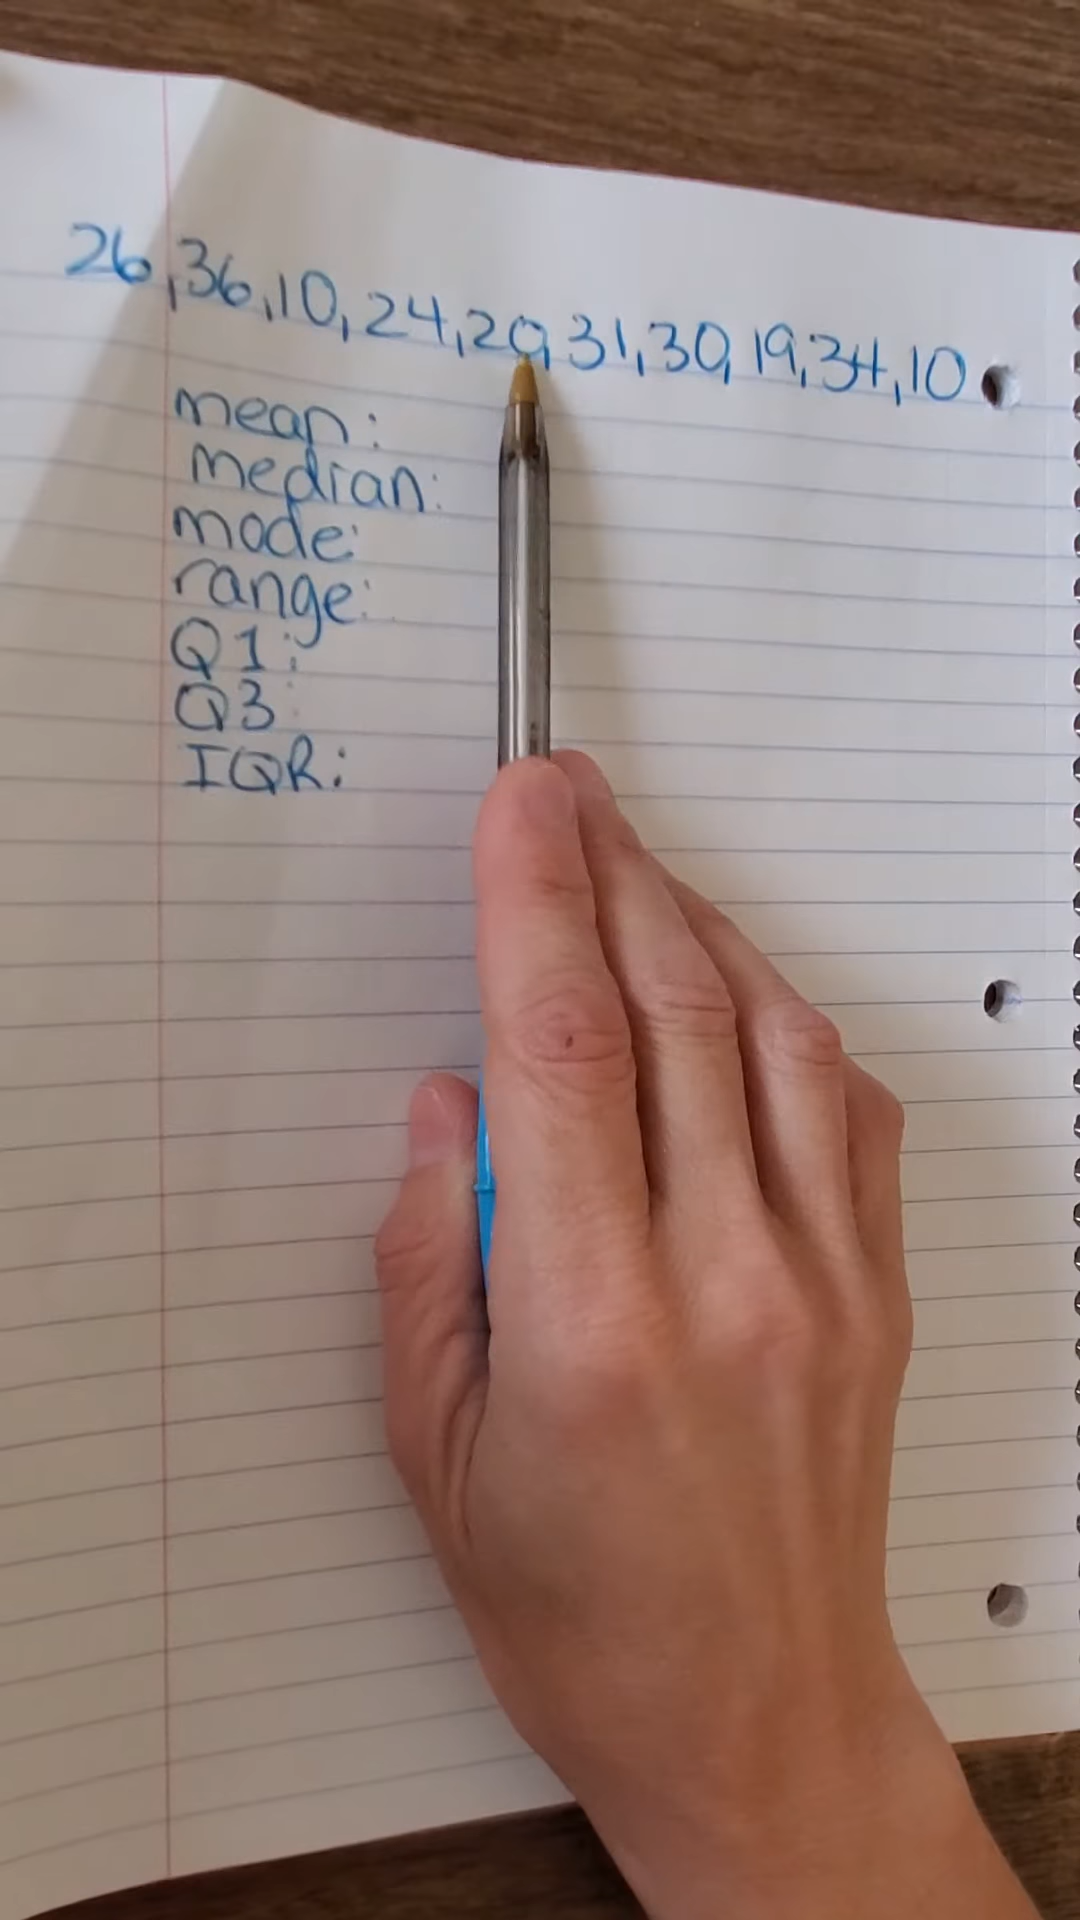 26, 36, 10, 24, 29, 31, 30, 19, 34, 10
mean:
median:
mode:
range:
Q1:
Q3:
IQR: